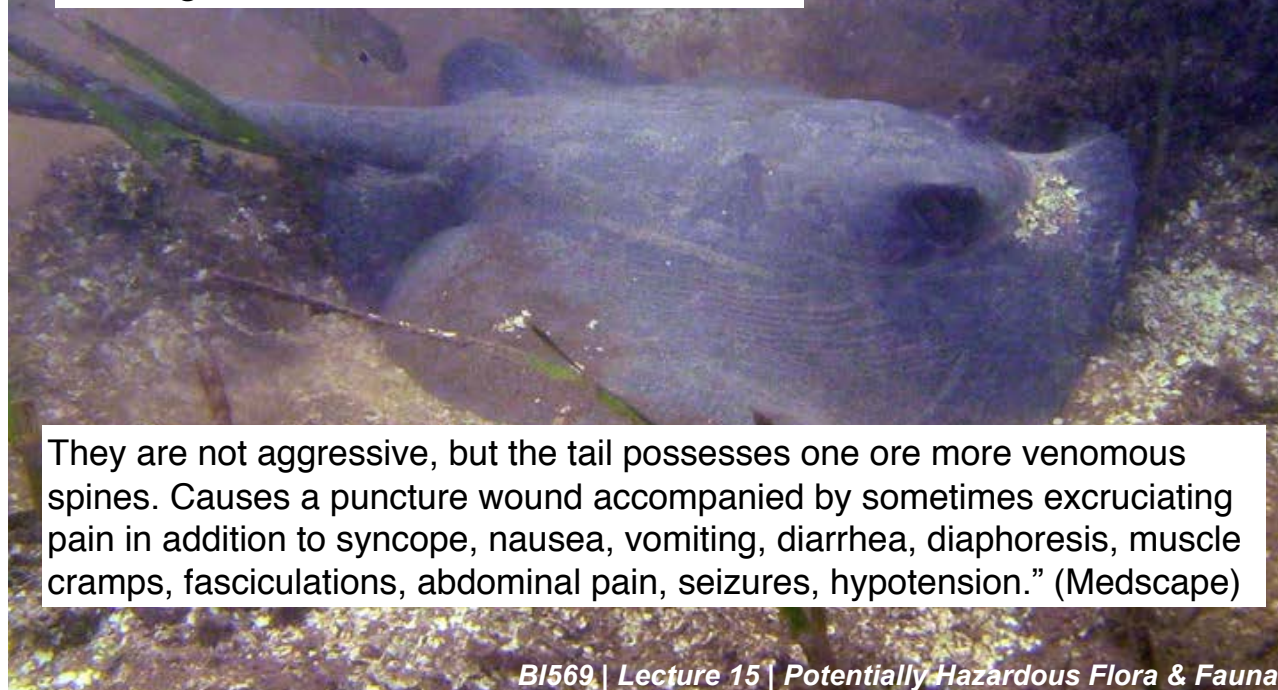 They are not aggressive, but the tail possesses one ore more venomous
spines. Causes a puncture wound accompanied by sometimes excruciating
pain in addition to syncope, nausea, vomiting, diarrhea, diaphoresis, muscle
cramps, fasciculations, abdominal pain, seizures, hypotension.” (Medscape)
BI569 | Lecture 15 | Potentially Hazardous Flora & Fauna